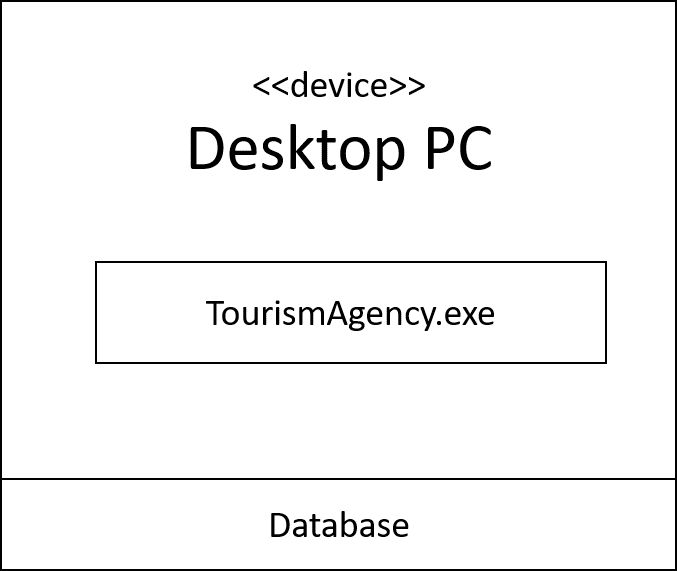 <<device>>
Desktop PC
TourismAgency.exe
Database